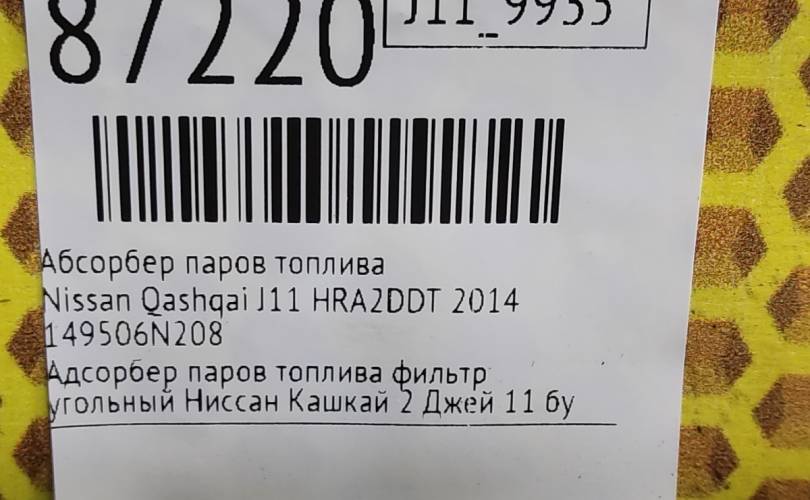 87220
J11_9955
Абсорбер паров топлива
Nissan Qashqai J11 HRA2DDT 2014
149506N208
Адсорбер паров топлива фильтр
угольный Ниссан Кашкай 2 Джей 11 бу